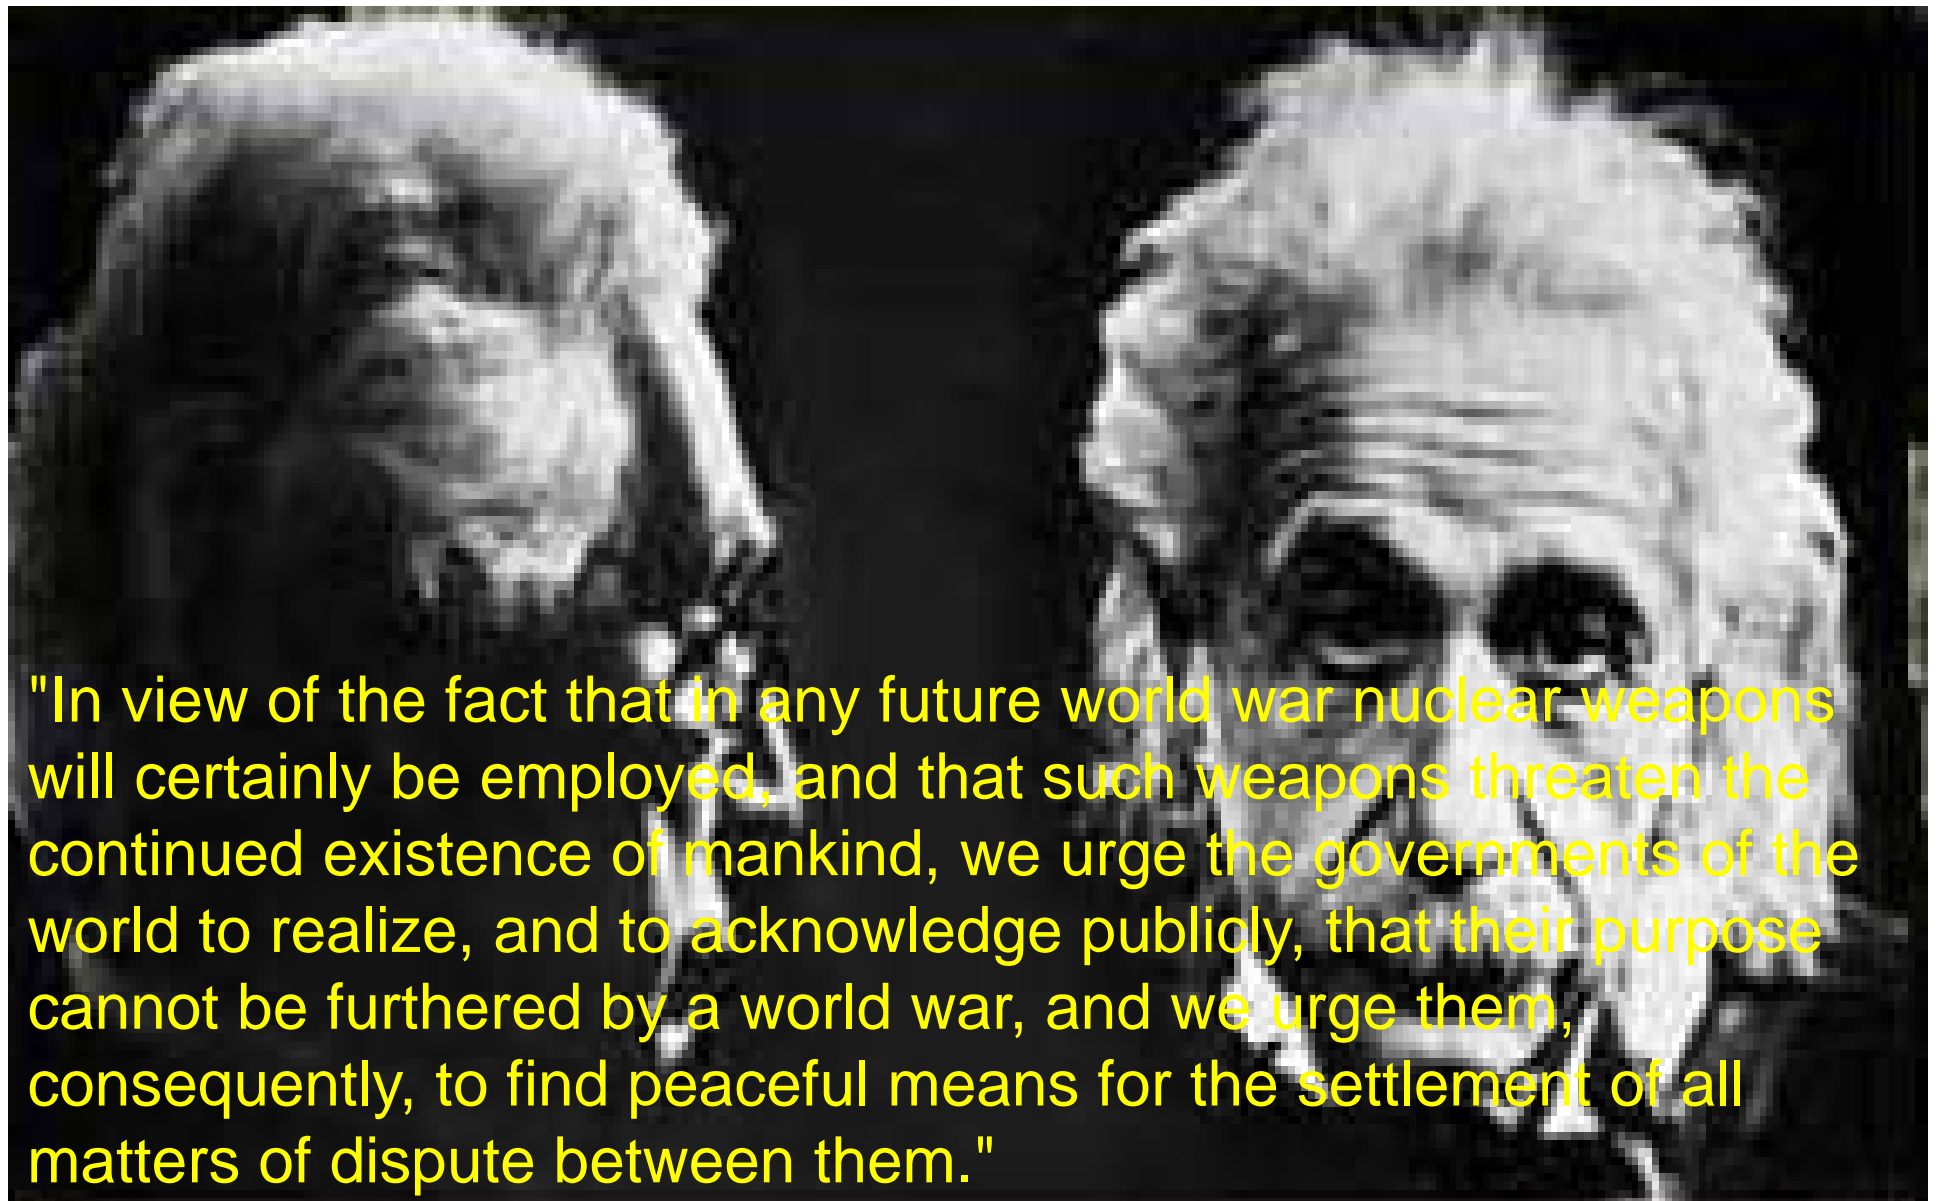 "In view of the fact that in any future world war nuclear weapons
will certainly be employed, and that such weapons threaten the
continued existence of mankind, we urge the governments of the
world to realize, and to acknowledge publicly, that their purpose
cannot be furthered by a world war, and we urge them,
consequently, to find peaceful means for the settlement of all
matters of dispute between them."